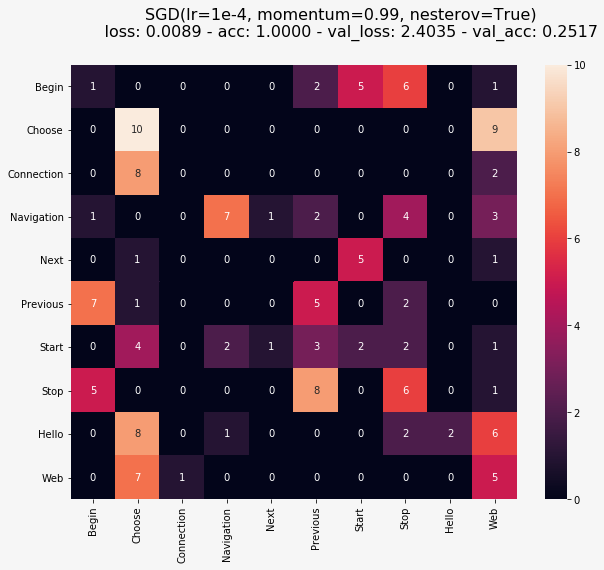 SGD(lr=1e-4, momentum=0.99, nesterov=True)
loss: 0.0089 - acc: 1.0000 - val_loss: 2.4035 - val_acc: 0.2517
Begin 1 0 0 0 0 2 5 6 0 1
Choose 0 10 0 0 0 0 0 0 0 9
Connection 0 8 0 0 0 0 0 0 0 2
Navigation 1 0 0 7 1 2 0 4 0 3
Next 0 1 0 0 0 0 5 0 0 1
Previous 7 1 0 0 0 5 0 2 0 0
Start 0 4 0 2 1 3 2 2 0 1
Stop 5 0 0 0 0 8 0 6 0 1
Hello 0 8 0 1 0 0 0 2 2 6
Web 0 7 1 0 0 0 0 0 0 5
Begin Choose Connection Navigation Next Previous Start Stop Hello Web
10
8
6
4
2
0